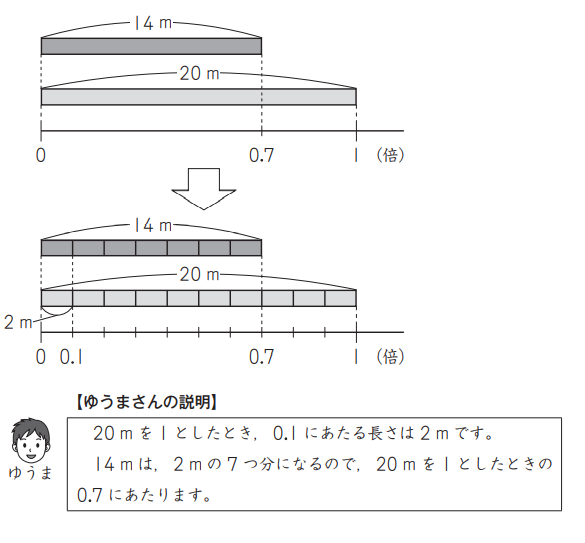 14 m
20 m
0 0.7 1 (倍)
14 m
20 m
2 m
0 0.1 0.7 1 (倍)
【ゆうまさんの説明】
20 m を 1 としたとき, 0.1 にあたる長さは 2 m です。
14 m は, 2 m の 7 つ分になるので, 20 m を 1 としたときの
0.7 にあたります。
ゆうま